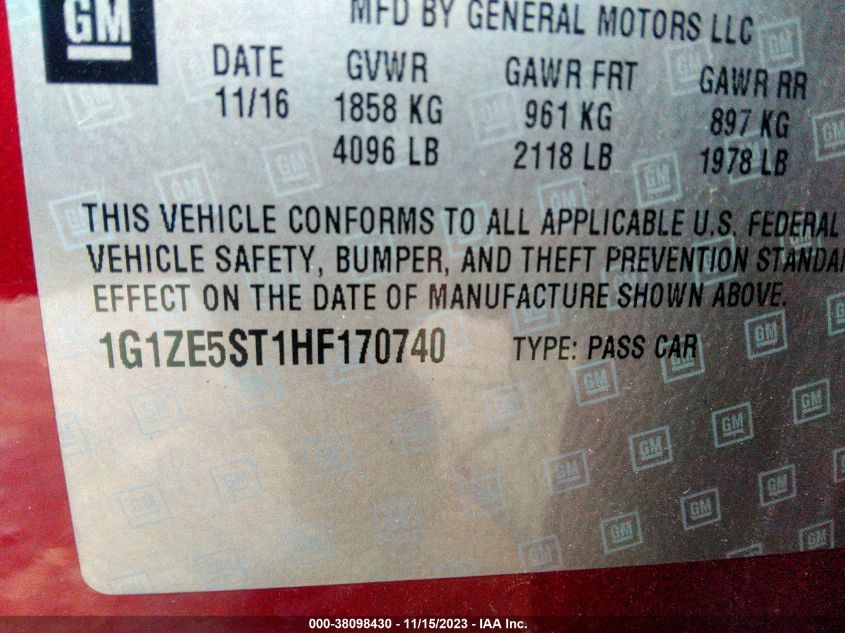 GM
MFD BY GENERAL MOTORS LLC
DATE GVWR GAWR FRT GAWR RR
11/16 1858 KG 961 KG 897 KG
4096 LB 2118 LB 1978 LB
THIS VEHICLE CONFORMS TO ALL APPLICABLE U.S. FEDERAL
VEHICLE SAFETY, BUMPER, AND THEFT PREVENTION STANDAR
EFFECT ON THE DATE OF MANUFACTURE SHOWN ABOVE.
1G1ZE5ST1HF170740 TYPE: PASS CAR
000-38098430 - 11/15/2023 - IAA Inc.